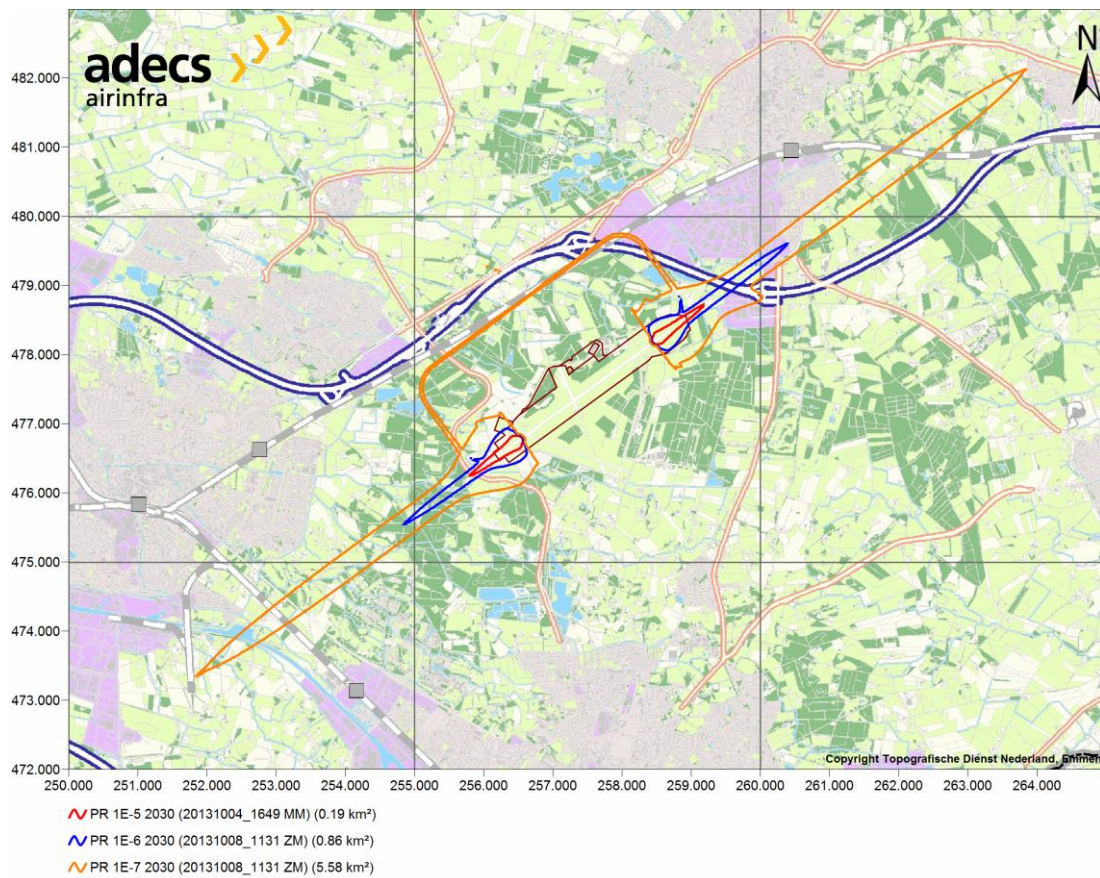 adecs
airinfra
N
482.000
481.000
480.000
479.000
478.000
477.000
476.000
475.000
474.000
473.000
472.000
Copyright Topografische Dienst Nederland, Emmen
250.000 251.000 252.000 253.000 254.000 255.000 256.000 257.000 258.000 259.000 260.000 261.000 262.000 263.000 264.000
PR 1E-5 2030 (20131004_1649 MM) (0.19 km²)
PR 1E-6 2030 (20131008_1131 ZM) (0.86 km²)
PR 1E-7 2030 (20131008_1131 ZM) (5.58 km²)